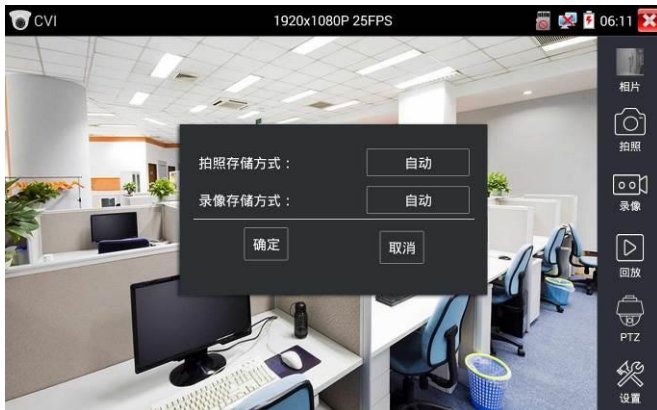 CVI
1920x1080P 25FPS
06:11
相片
拍照
录像
回放
PTZ
设置
拍照存储方式：
自动
录像存储方式：
自动
确定
取消